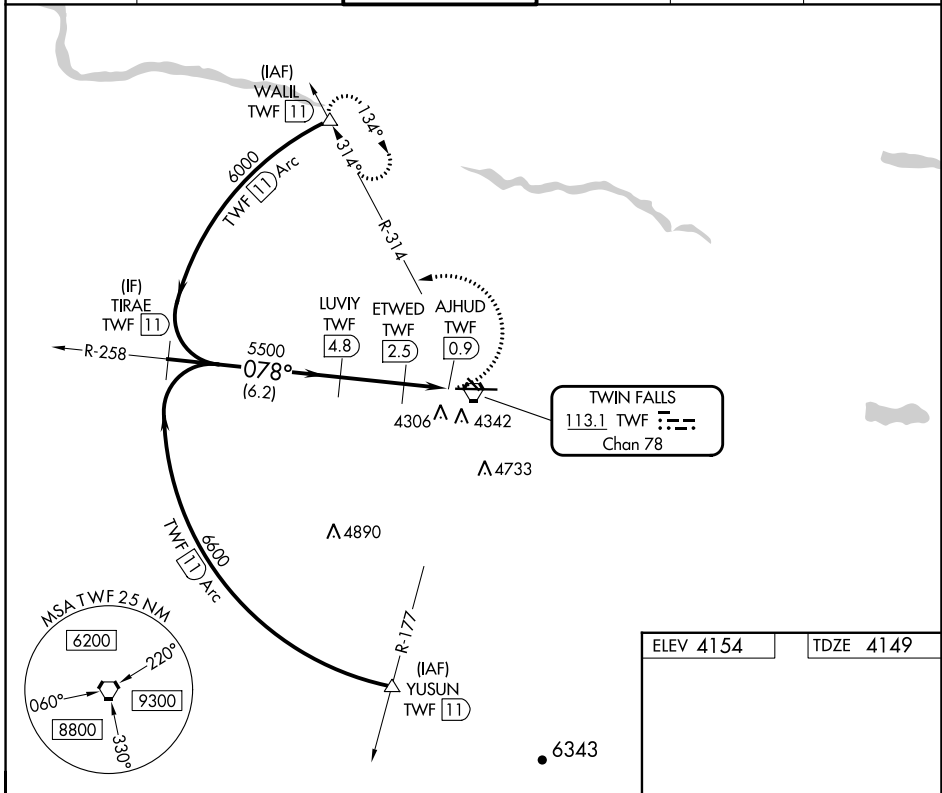 (IAF)
WALIL
TWF 11
134°
314°
6000
TWF 11 Arc
R-314
(IF)
TIRAE
TWF 11
R-258
5500
078°
(6.2)
LUVIY
TWF
4.8
ETWED
TWF
2.5
AJHUD
TWF
0.9
4306
4342
TWIN FALLS
113.1 TWF
Chan 78
4733
4890
6600
TWF 11 Arc
R-177
(IAF)
YUSUN
TWF 11
6343
MSA TWF 25 NM
6200
220°
060°
9300
8800
330°
ELEV 4154
TDZE 4149